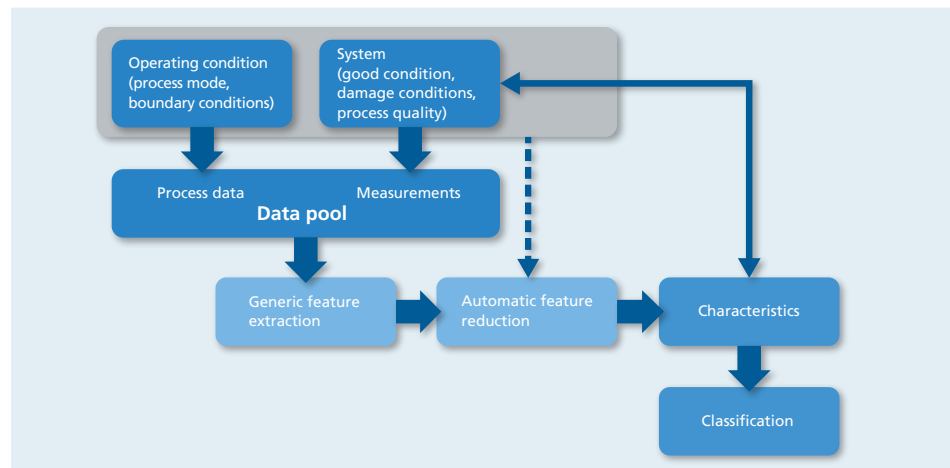 Operating condition
(process mode,
boundary conditions)
System
(good condition,
damage conditions,
process quality)
Process data
Measurements
Data pool
Generic feature
extraction
Automatic feature
reduction
Characteristics
Classification